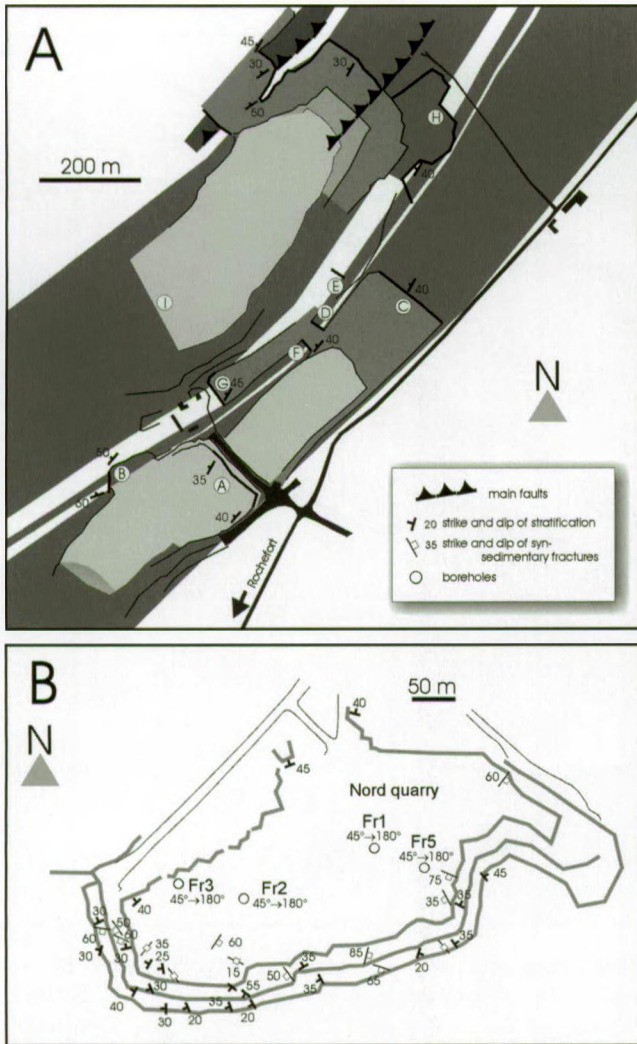 A
45
30
30
50
H
200 m
40
I
E
D
C
40
F
40
G
45
N
50
B
35
A
60
40
main faults
20 strike and dip of stratification
35 strike and dip of syn-
sedimentary fractures
boreholes
Rochefort
B
50 m
N
40
45
60
Nord quarry
Fr1
45°→180°
Fr5
45°→180°
Fr3
45°→180°
Fr2
45°→180°
75
45
35
35
40
30
50
60
60
30
30
35
25
60
15
35
50
85
35
20
65
35
30
55
35
40
30
20
35
20